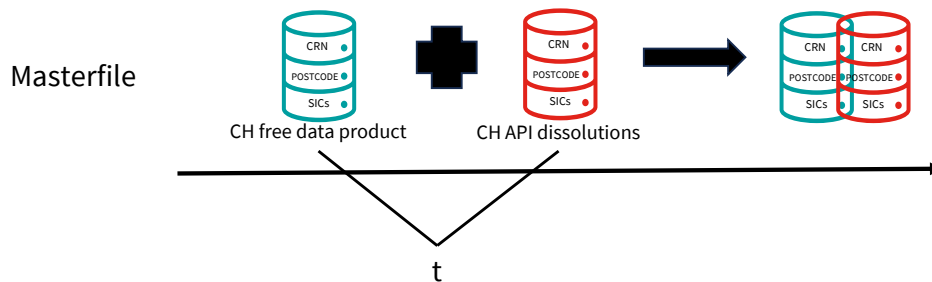 Masterfile
CRN
POSTCODE
SICs
CH free data product
CRN
POSTCODE
SICs
CH API dissolutions
CRN CRN
POSTCODE POSTCODE
SICs SICs
t